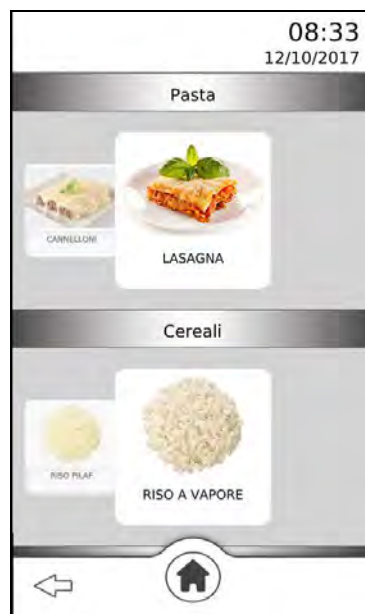 08:33
12/10/2017
Pasta
CANNELLONI
LASAGNA
Cereali
RISO PILAF
RISO A VAPORE